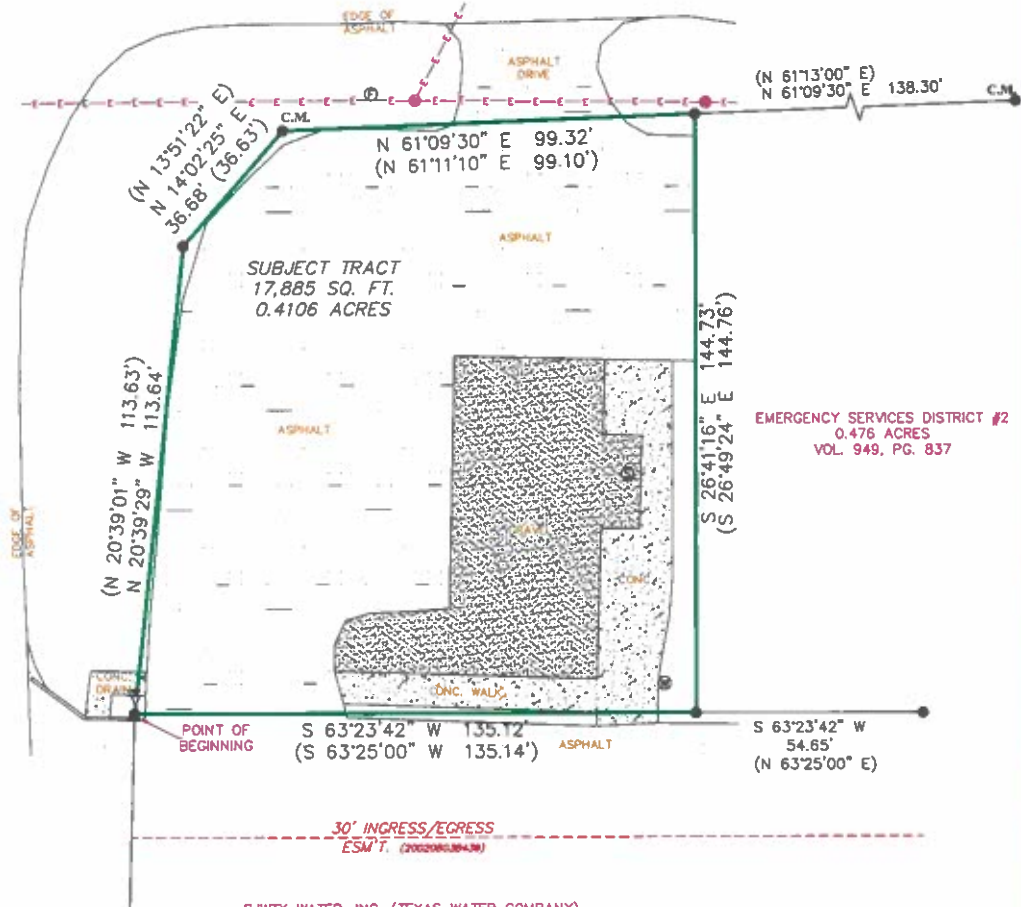 EDGE OF
ASPHALT
ASPHALT
DRIVE
(N 61°13'00" E)
N 61°09'30" E 138.30'
C.M.
C.M.
N 61°09'30" E 99.32'
(N 61°11'10" E 99.10')
(N 13°51'22" E)
N 14°02'25" E
36.68' (36.63')
ASPHALT
SUBJECT TRACT
17,885 SQ. FT.
0.4106 ACRES
(N 20°39'01" W 113.63')
N 20°39'29" W 113.64'
ASPHALT
S 26°41'16" E 144.73'
(S 26°49'24" E 144.76')
EMERGENCY SERVICES DISTRICT #2
0.476 ACRES
VOL. 949, PG. 837
EDGE OF
ASPHALT
CONC.
CONC.
DRAIN
CONC. WALK
POINT OF
BEGINNING
S 63°23'42" W 135.12'
(S 63°25'00" W 135.14')
ASPHALT
S 63°23'42" W
54.65'
(N 63°25'00" E)
30' INGRESS/EGRESS
ESM'T.
WATER, INC. (TEXAS WATER COMPANY)